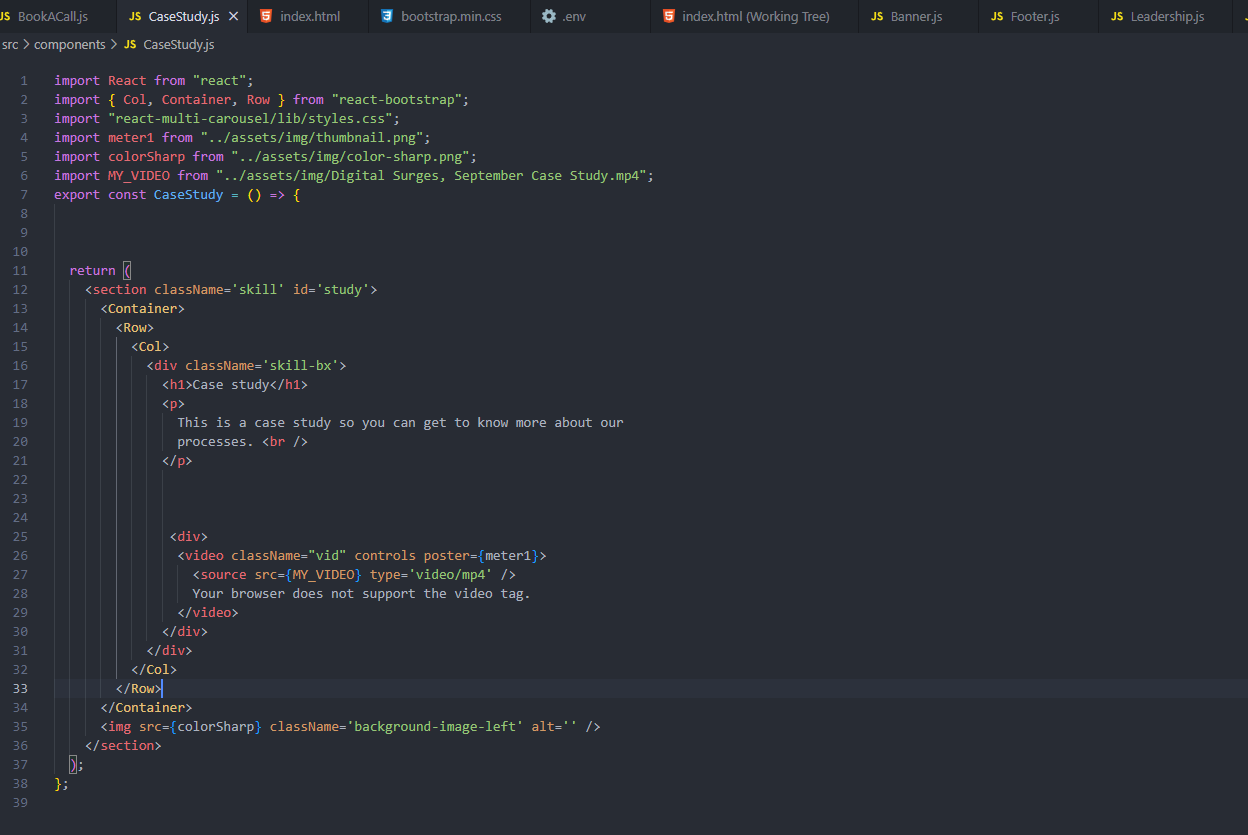 JS BookACall.js JS CaseStudy.js index.html bootstrap.min.css .env index.html (Working Tree) JS Banner.js JS Footer.js JS Leadership.js
src > components > JS CaseStudy.js
1 import React from "react";
2 import { Col, Container, Row } from "react-bootstrap";
3 import "react-multi-carousel/lib/styles.css";
4 import meter1 from "../assets/img/thumbnail.png";
5 import colorSharp from "../assets/img/color-sharp.png";
6 import MY_VIDEO from "../assets/img/Digital Surges, September Case Study.mp4";
7 export const CaseStudy = () => {
8
9
10
11 return (
12 <section className='skill' id='study'>
13 <Container>
14 <Row>
15 <Col>
16 <div className='skill-bx'>
17 <h1>Case study</h1>
18 <p>
19 This is a case study so you can get to know more about our
20 processes. <br />
21 </p>
22
23
24
25 <div>
26 <video className="vid" controls poster={meter1}>
27 <source src={MY_VIDEO} type='video/mp4' />
28 Your browser does not support the video tag.
29 </video>
30 </div>
31 </div>
32 </Col>
33 </Row>
34 </Container>
35 <img src={colorSharp} className='background-image-left' alt='' />
36 </section>
37 );
38 };
39